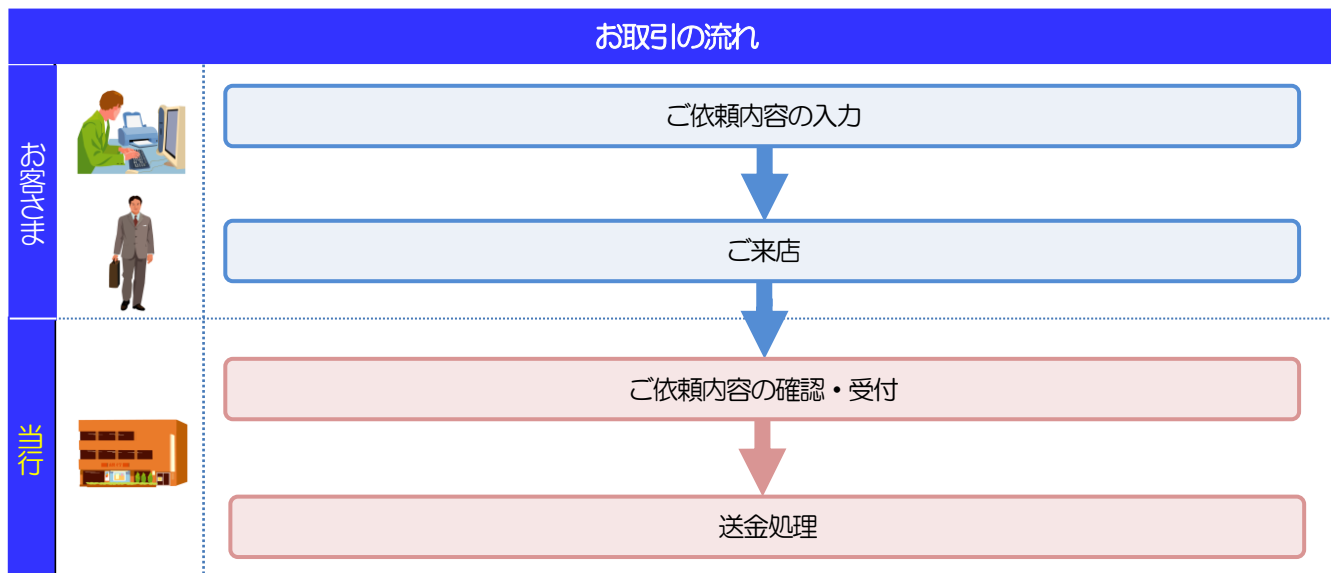 お取引の流れ
お客さま
ご依頼内容の入力
ご来店
当行
ご依頼内容の確認・受付
送金処理